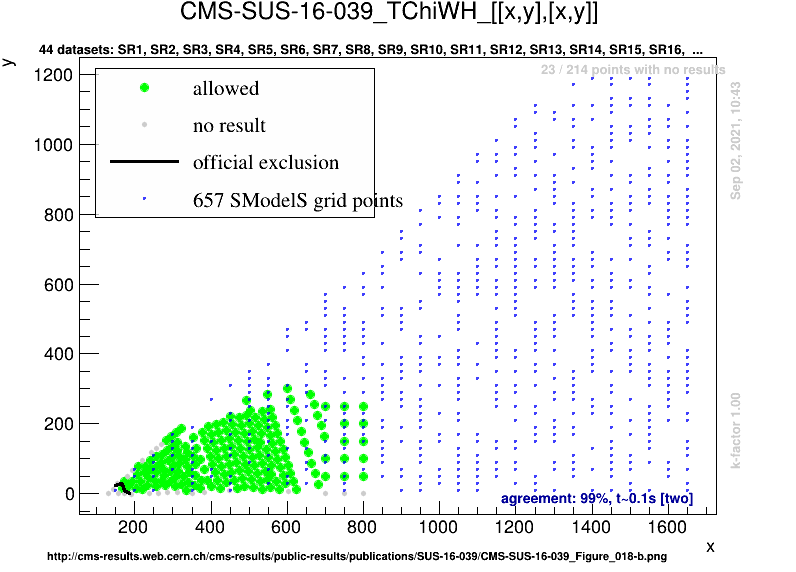 CMS-SUS-16-039_TChiWH_[[x,y],[x,y]]
44 datasets: SR1, SR2, SR3, SR4, SR5, SR6, SR7, SR8, SR9, SR10, SR11, SR12, SR13, SR14, SR15, SR16, ...
y
23 / 214 points with no results
allowed
no result
official exclusion
657 SModelS grid points
1200
1000
800
600
400
200
0
Sep 02, 2021, 10:43
k-factor 1.00
agreement: 99%, t~0.1s [two]
200 400 600 800 1000 1200 1400 1600
x
http://cms-results.web.cern.ch/cms-results/public-results/publications/SUS-16-039/CMS-SUS-16-039_Figure_018-b.png